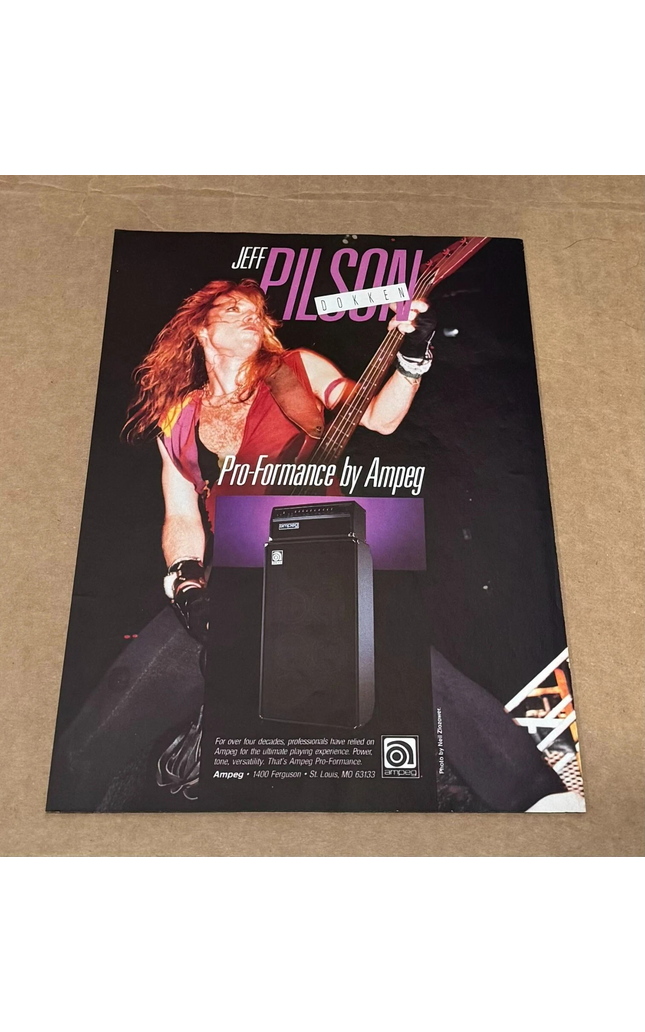 JEFF PILSON
DOKKEN
Pro-Formance by Ampeg
ampeg
For over four decades, professionals have relied on
Ampeg for the ultimate playing experience. Power,
tone, versatility. That's Ampeg Pro-Formance.
Ampeg • 1400 Ferguson • St. Louis, MO 63133
ampeg
Photo by Neil Zlozower.